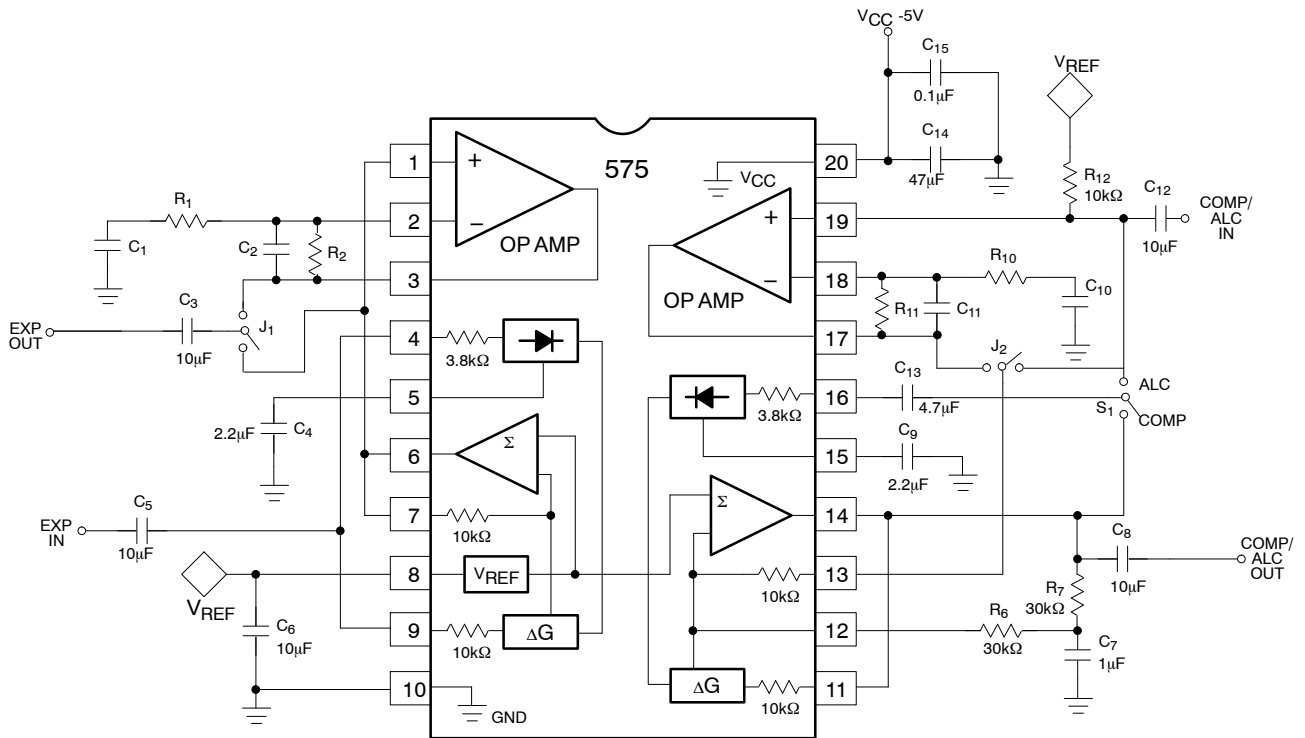 VCC -5V
C15
0.1μF
VREF
C14
47μF
575
1
+
20
VCC
R12
10kΩ
C12
COMP/
ALC
IN
10μF
R1
C1
C2
R2
2
−
OP AMP
+
19
3
OP AMP
−
18
R10
C10
R11
C11
C3
10μF
J1
EXP
OUT
17
J2
4
3.8kΩ
C13
4.7μF
16
3.8kΩ
ALC
S1
COMP
5
2.2μF
C4
15
C9
2.2μF
6
Σ
Σ
14
C5
10μF
EXP
IN
7
10kΩ
C8
10μF
COMP/
ALC
OUT
8
VREF
10kΩ
13
R7
30kΩ
VREF
C6
10μF
9
10kΩ
ΔG
12
R6
30kΩ
C7
1μF
10
GND
ΔG
10kΩ
11